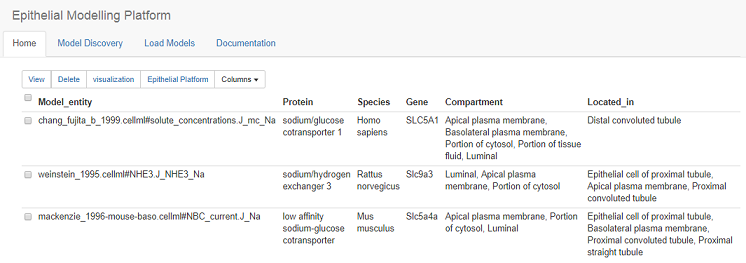 Epithelial Modelling Platform
Home Model Discovery Load Models Documentation
View Delete visualization Epithelial Platform Columns
Model_entity Protein Species Gene Compartment Located_in
chang_fujita_b_1999.cellml#solute_concentrations.J_mc_Na sodium/glucose Homo SLC5A1 Apical plasma membrane, Distal convoluted tubule
cotransporter 1 sapiens Basolateral plasma membrane,
Portion of cytosol, Portion of tissue
fluid, Luminal
weinstein_1995.cellml#NHE3.J_NHE3_Na sodium/hydrogen Rattus Slc9a3 Luminal, Apical plasma Epithelial cell of proximal tubule,
exchanger 3 norvegicus membrane, Portion of cytosol Apical plasma membrane, Proximal
convoluted tubule
mackenzie_1996-mouse-baso.cellml#NBC_current.J_Na low affinity Mus Slc5a4a Apical plasma membrane, Portion Epithelial cell of proximal tubule,
sodium-glucose musculus of cytosol, Luminal Basolateral plasma membrane,
cotransporter Proximal convoluted tubule, Proximal
straight tubule